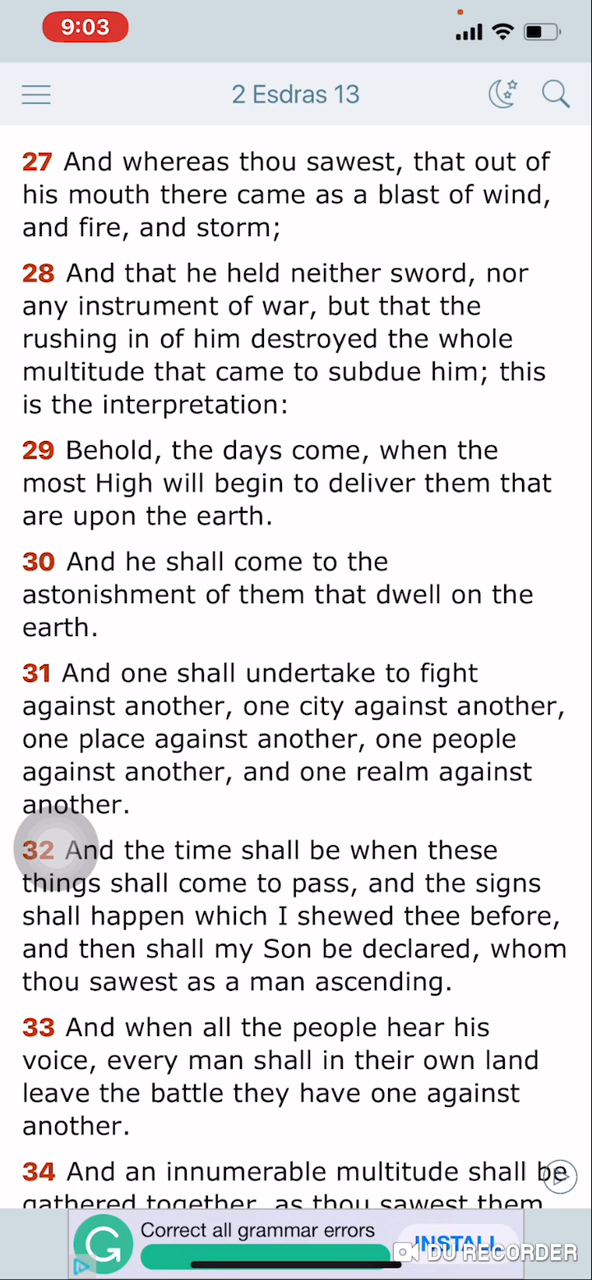 9:03
2 Esdras 13
27 And whereas thou sawest, that out of
his mouth there came as a blast of wind,
and fire, and storm;
28 And that he held neither sword, nor
any instrument of war, but that the
rushing in of him destroyed the whole
multitude that came to subdue him; this
is the interpretation:
29 Behold, the days come, when the
most High will begin to deliver them that
are upon the earth.
30 And he shall come to the
astonishment of them that dwell on the
earth.
31 And one shall undertake to fight
against another, one city against another,
one place against another, one people
against another, and one realm against
another.
32 And the time shall be when these
things shall come to pass, and the signs
shall happen which I shewed thee before,
and then shall my Son be declared, whom
thou sawest as a man ascending.
33 And when all the people hear his
voice, every man shall in their own land
leave the battle they have one against
another.
34 And an innumerable multitude shall be
gathered together, as thou sawest them
Correct all grammar errors
INSTALL
DU RECORDER